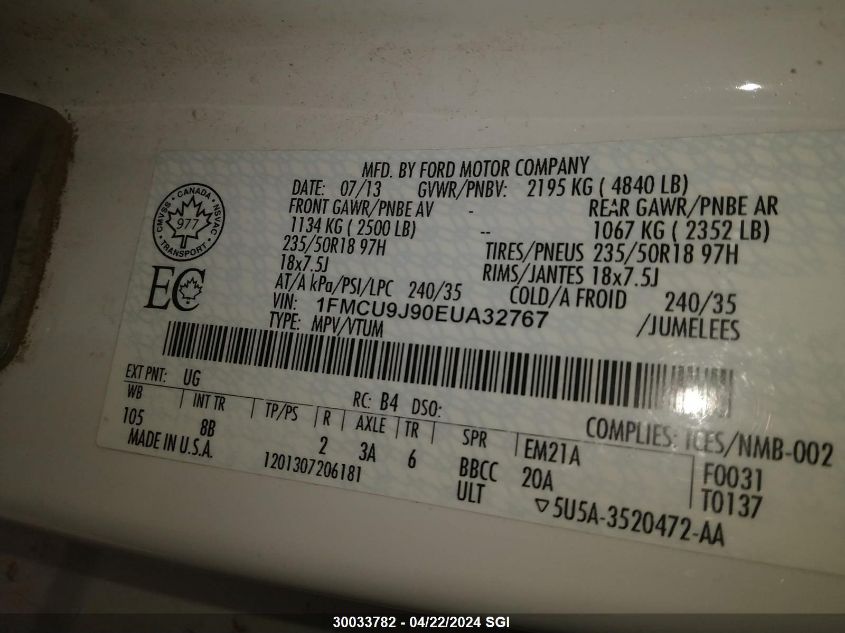 MFD. BY FORD MOTOR COMPANY
DATE: 07/13 GVWR/PNBV: 2195 KG ( 4840 LB)
FRONT GAWR/PNBE AV - REAR GAWR/PNBE AR
1134 KG ( 2500 LB) -- 1067 KG ( 2352 LB)
235/50R18 97H TIRES/PNEUS 235/50R18 97H
18x7.5J RIMS/JANTES 18x7.5J
AT/A kPa/PSI/LPC 240/35 COLD/A FROID 240/35
VIN: 1FMCU9J90EUA32767 /JUMELEES
TYPE: MPV/VTUM
CMVSS CANADA NSVAC
977
TRANSPORT
EC
EXT PNT: UG RC: B4 DSO:
WB INT TR TP/PS R AXLE TR SPR EM21A COMPLIES: ICES/NMB-002
105 8B 2 3A 6 BBCC 20A F0031
MADE IN U.S.A. 1201307206181 ULT ▽5U5A-3520472-AA T0137
30033782 - 04/22/2024 SGI